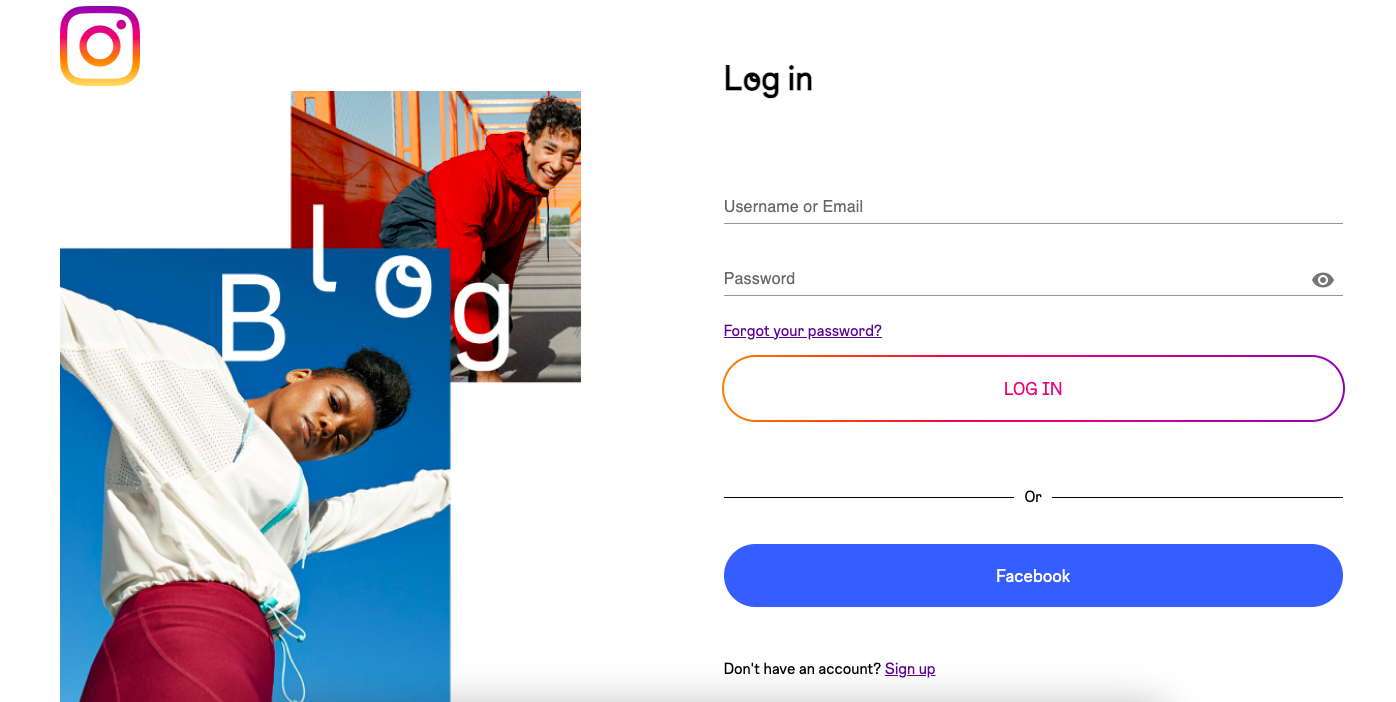 Blog
Log in
Username or Email
Password
Forgot your password?
LOG IN
Or
Facebook
Don't have an account? Sign up